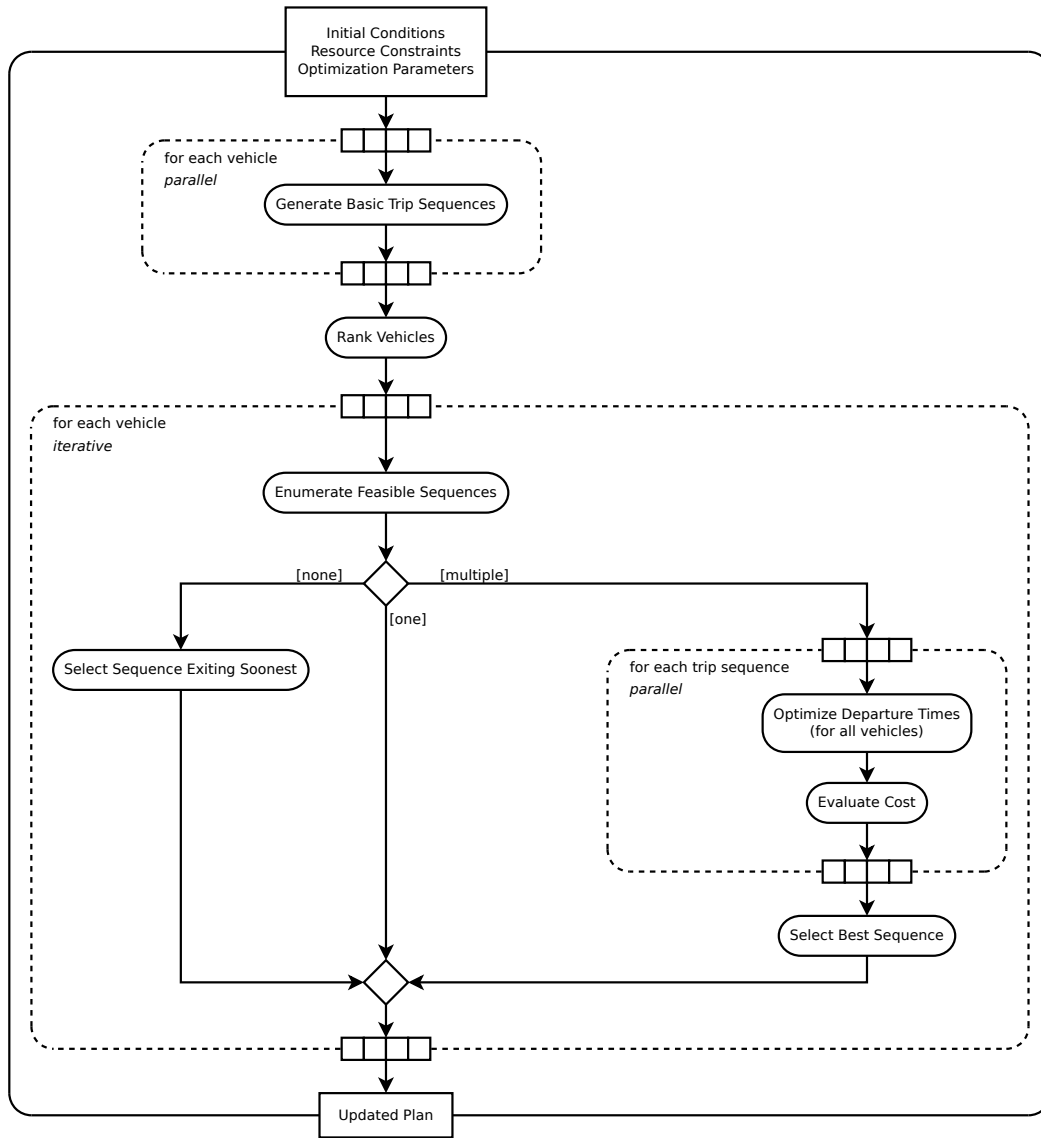 Initial Conditions
Resource Constraints
Optimization Parameters
for each vehicle
parallel
Generate Basic Trip Sequences
Rank Vehicles
for each vehicle
iterative
Enumerate Feasible Sequences
[none]
[multiple]
[one]
Select Sequence Exiting Soonest
for each trip sequence
parallel
Optimize Departure Times
(for all vehicles)
Evaluate Cost
Select Best Sequence
Updated Plan